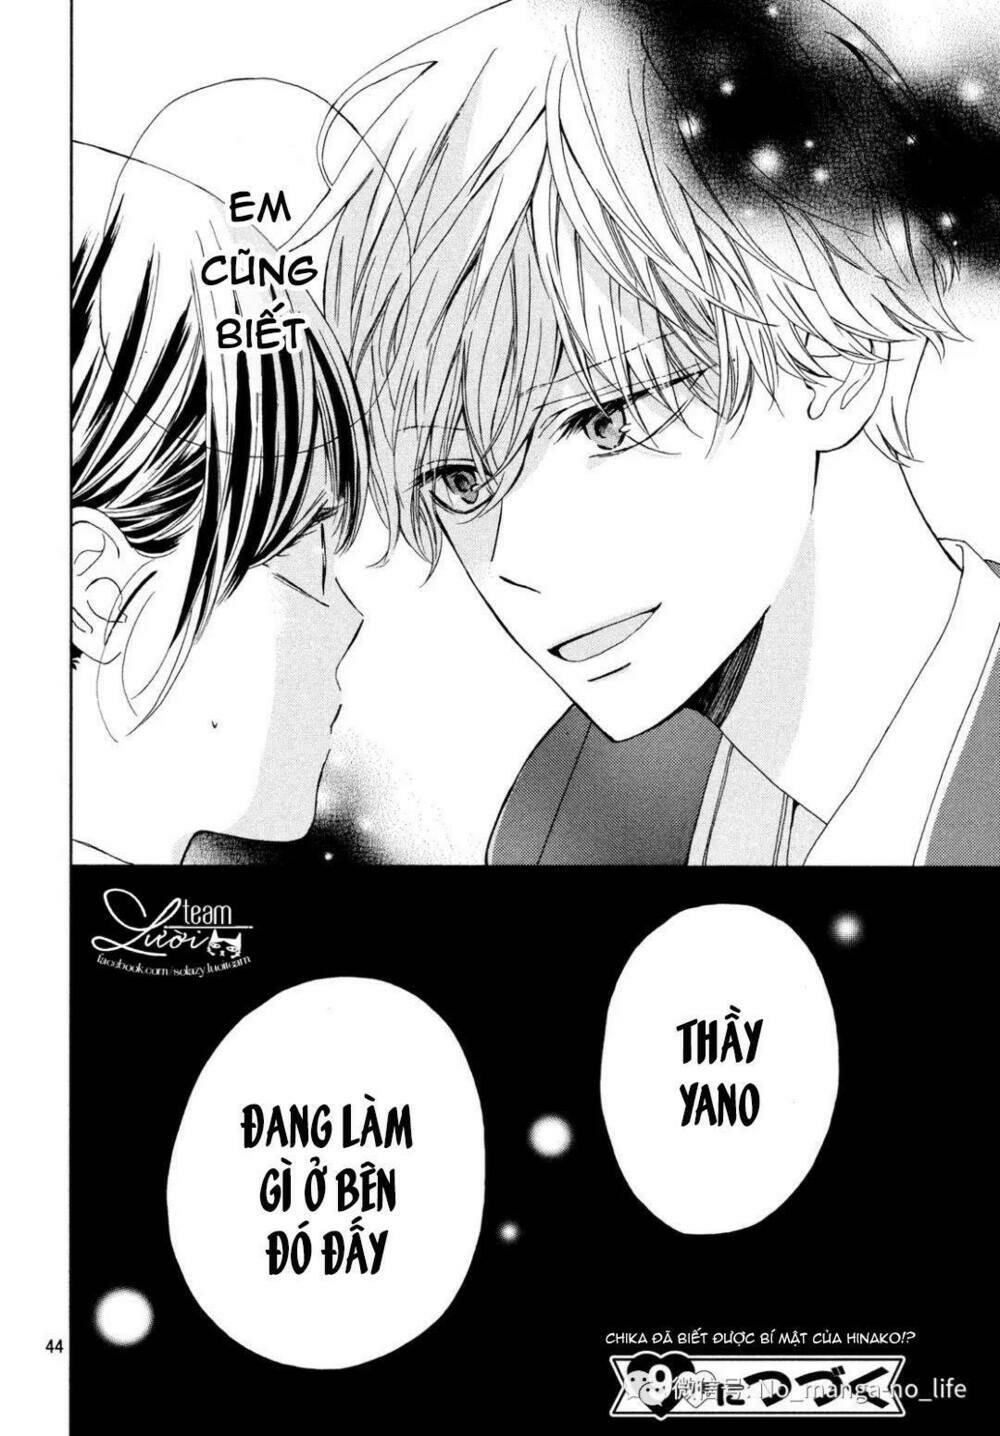 EM
CŨNG
BIẾT
team
Lười
facebook.com/solazy.luoiteam
THẦY
YANO
ĐANG LÀM
GÌ Ở BÊN
ĐÓ ĐẤY
44
CHIKA ĐÃ BIẾT ĐƯỢC BÍ MẬT CỦA HINAKO!?
9につづく
微信号: No_manga-no_life